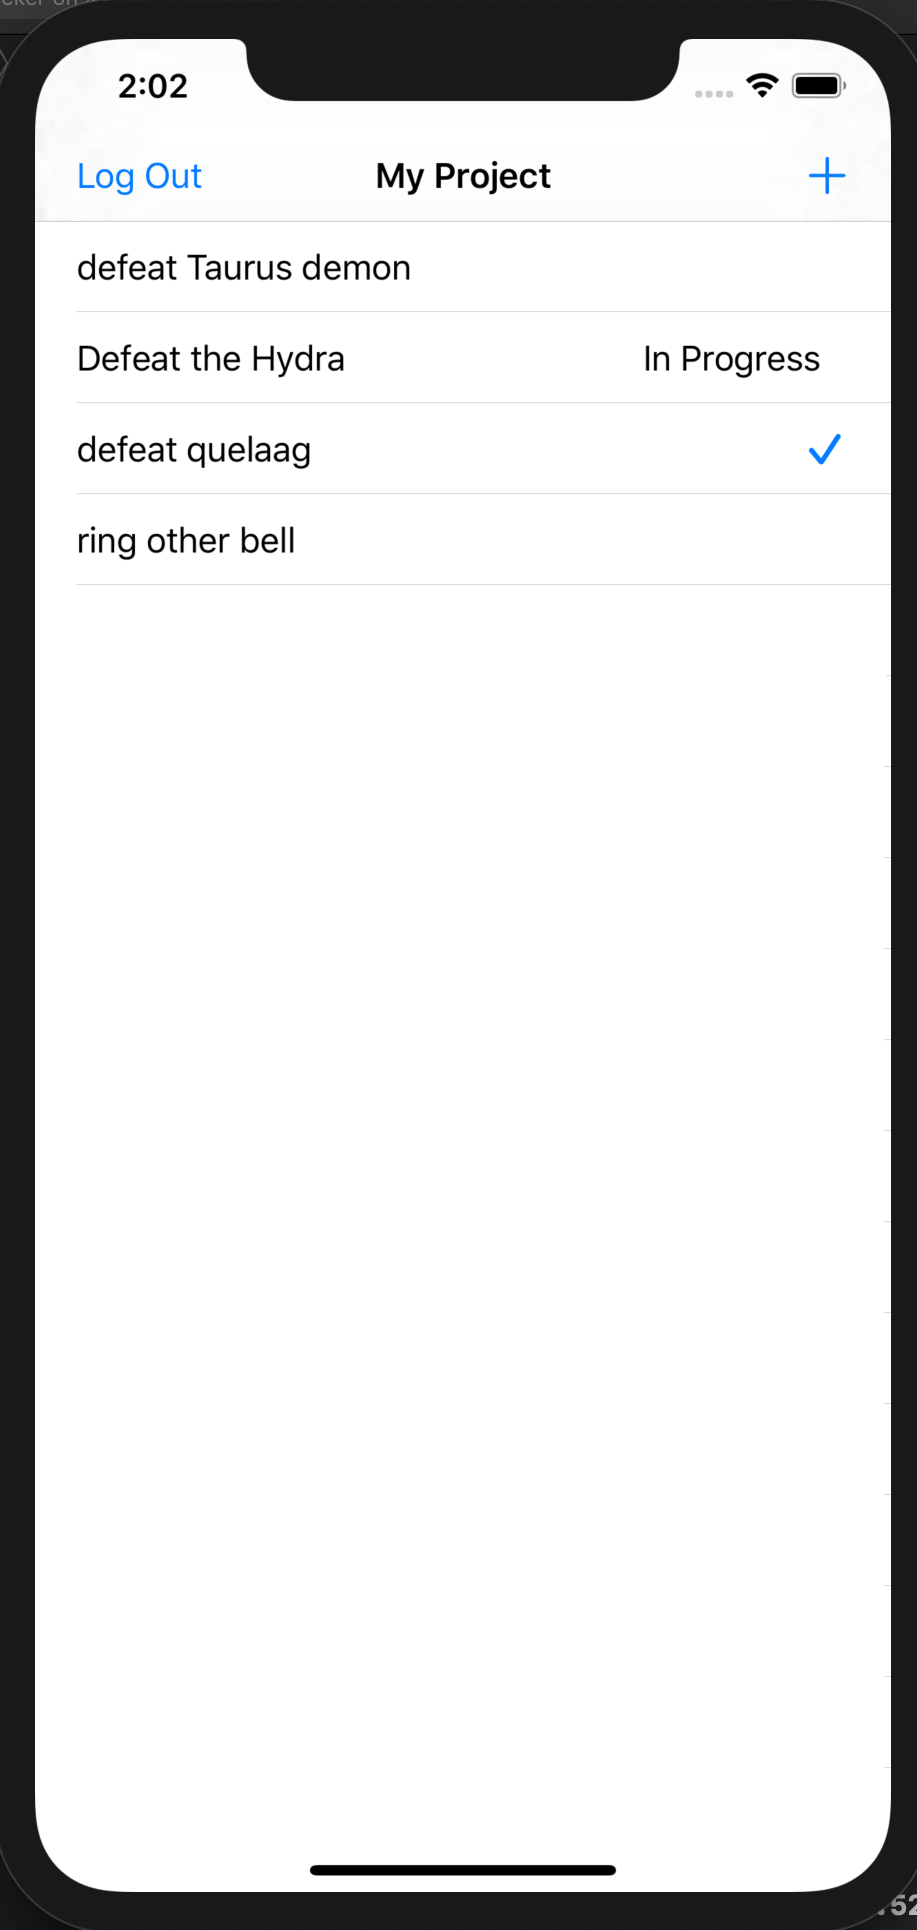 2:02
Log Out My Project
defeat Taurus demon
Defeat the Hydra In Progress
defeat quelaag
ring other bell